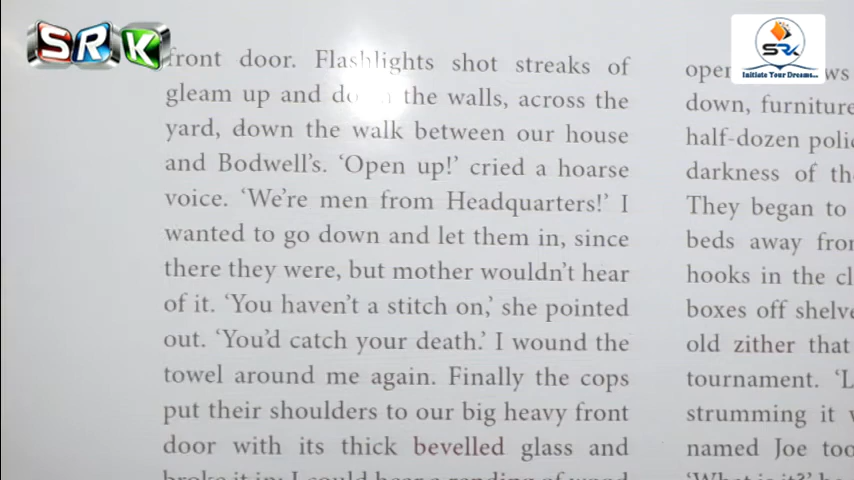 SRK
SRK
Initiate Your Dreams...
front door. Flashlights shot streaks of
gleam up and down the walls, across the
yard, down the walk between our house
and Bodwell's. 'Open up!' cried a hoarse
voice. 'We're men from Headquarters!' I
wanted to go down and let them in, since
there they were, but mother wouldn't hear
of it. 'You haven't a stitch on,' she pointed
out. 'You'd catch your death.' I wound the
towel around me again. Finally the cops
put their shoulders to our big heavy front
door with its thick bevelled glass and
down, furniture
half-dozen
darkness of
They began to
beds away
hooks in the
boxes off
old zither that
tournament.
strumming it
named Joe